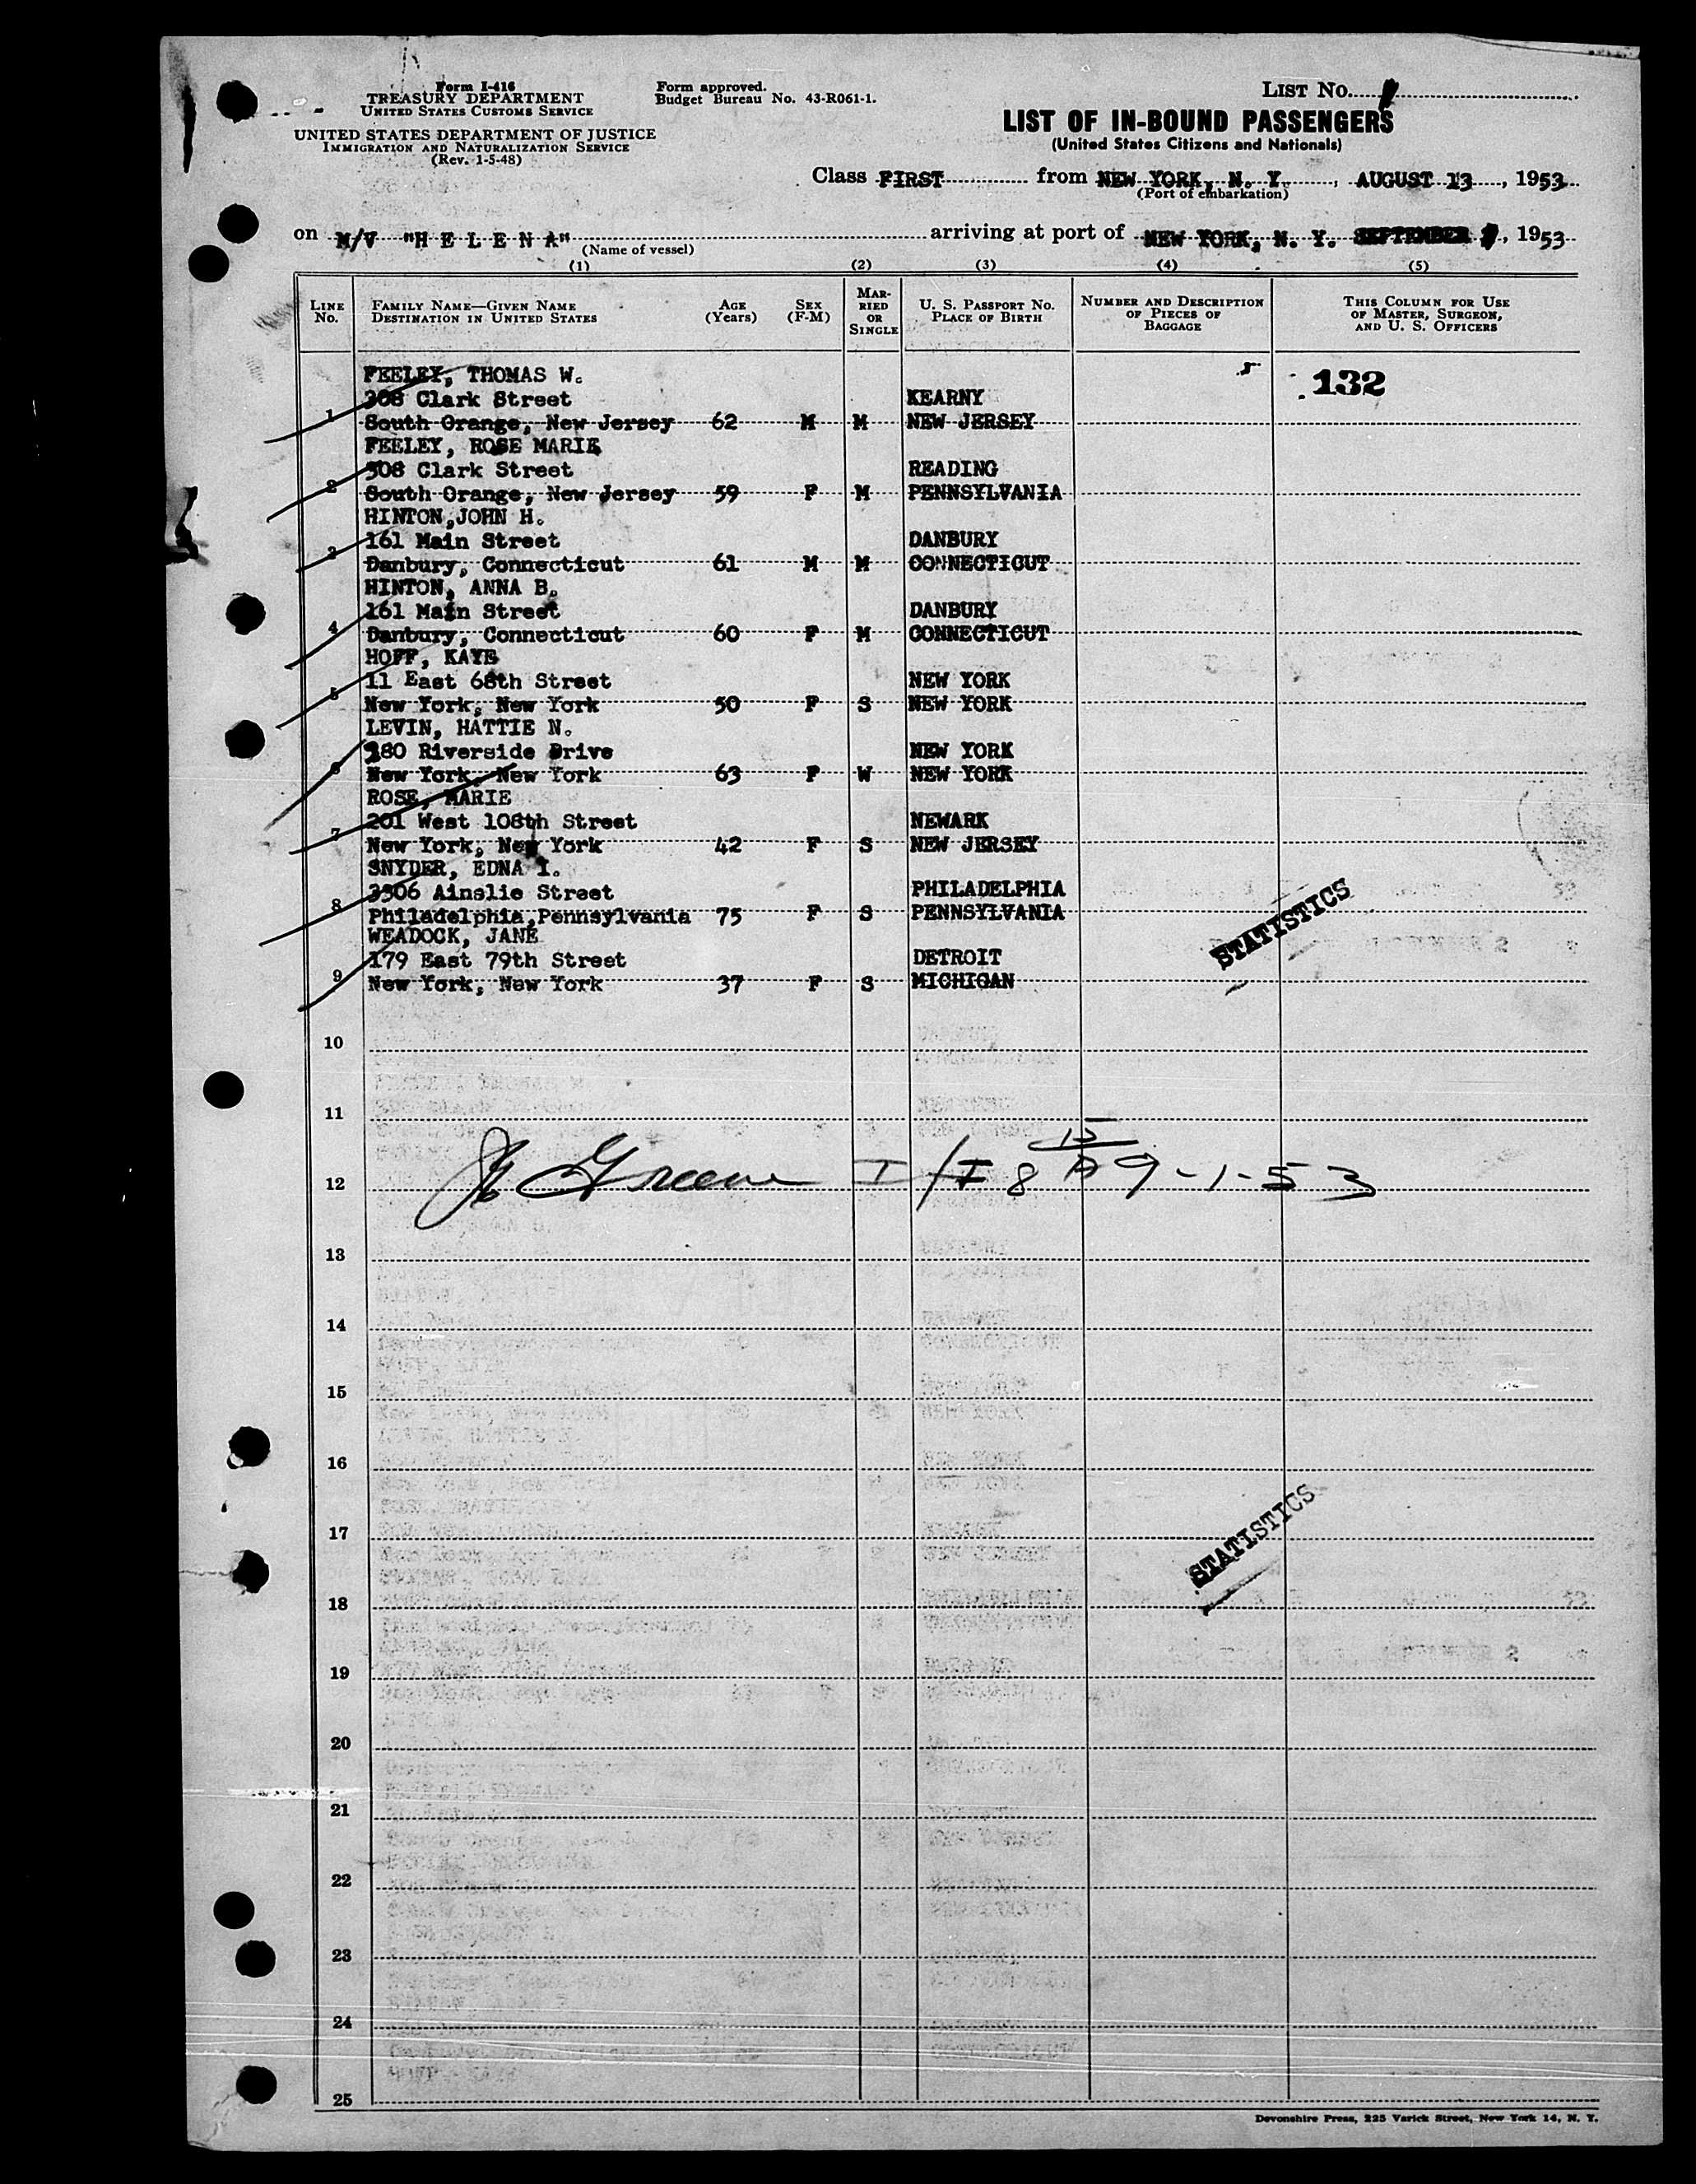 Form I-416
TREASURY DEPARTMENT
UNITED STATES CUSTOMS SERVICE
UNITED STATES DEPARTMENT OF JUSTICE
IMMIGRATION AND NATURALIZATION SERVICE
(Rev. 1-5-48)
Form approved.
Budget Bureau No. 43-R061-1.
LIST NO.
LIST OF IN-BOUND PASSENGERS
(United States Citizens and Nationals)
Class FIRST from NEW YORK, N. Y., AUGUST 13, 1953
(Port of embarkation)
on M/V "H E L E N A" arriving at port of NEW YORK, N. Y. SEPTEMBER, 1953
(Name of vessel)
(1) (2) (3) (4) (5)
LINE No. FAMILY NAME—GIVEN NAME DESTINATION IN UNITED STATES AGE (Years) SEX (F-M) MARRIED OR SINGLE U. S. PASSPORT NO. PLACE OF BIRTH NUMBER AND DESCRIPTION OF PIECES OF BAGGAGE THIS COLUMN FOR USE OF MASTER, SURGEON, AND U. S. OFFICERS
FEELEY, THOMAS W. 132
308 Clark Street KEARNY
1 South Orange, New Jersey 62 M M NEW JERSEY
FEELEY, ROSE MARIE
308 Clark Street READING
2 South Orange, New Jersey 59 F M PENNSYLVANIA
HINTON,JOHN H.
161 Main Street DANBURY
3 Danbury, Connecticut 61 M M CONNECTICUT
HINTON, ANNA B.
161 Main Street DANBURY
4 Danbury, Connecticut 60 F M CONNECTICUT
HOFF, KAYE
11 East 68th Street NEW YORK
5 New York, New York 50 F S NEW YORK
LEVIN, HATTIE N.
380 Riverside Drive NEW YORK
6 New York, New York 63 F W NEW YORK
ROSE, MARIE
201 West 108th Street NEWARK
7 New York, New York 42 F S NEW JERSEY
SNYDER, EDNA I.
3306 Ainslie Street PHILADELPHIA
8 Philadelphia,Pennsylvania 75 F S PENNSYLVANIA
STATISTICS
WEADOCK, JANE
179 East 79th Street DETROIT
9 New York, New York 37 F S MICHIGAN
10
11
12 Greene I/I 8 15 A 9-1-53
13
14
15
16
17
STATISTICS
18
19
20
21
22
23
24
25
Devonshire Press, 225 Varick Street, New York 14, N. Y.